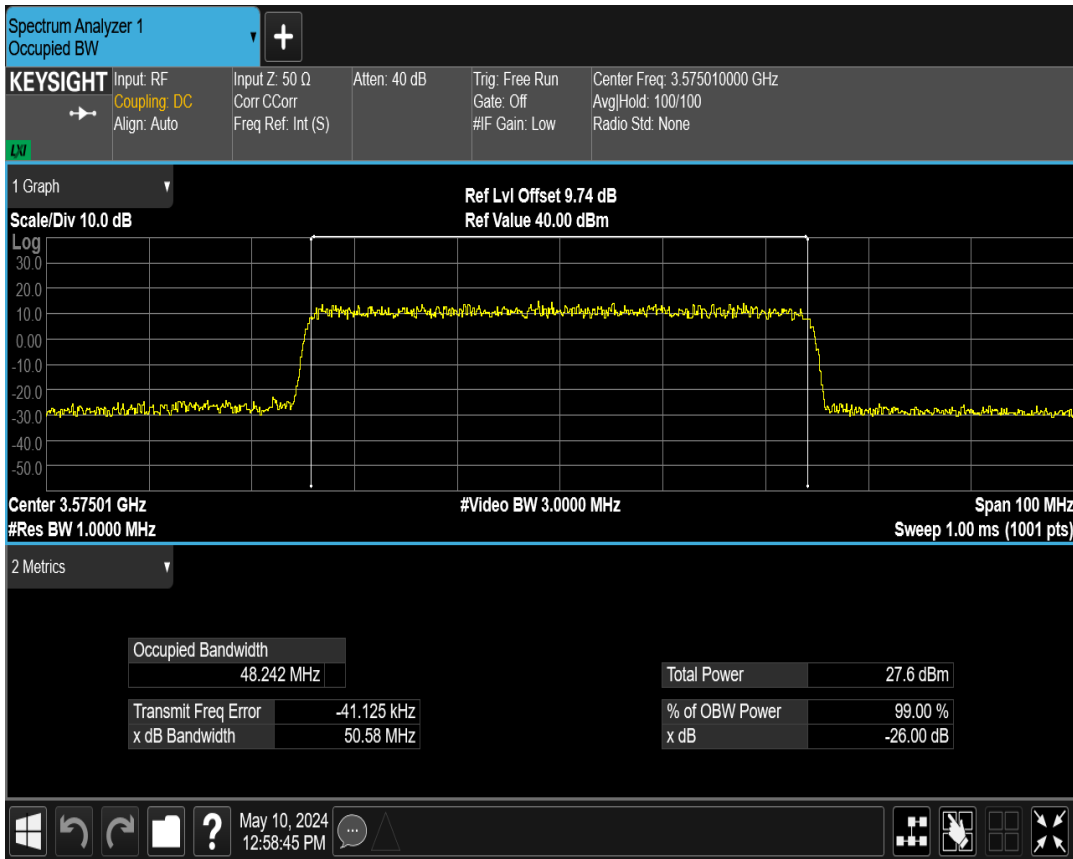 Spectrum Analyzer 1
Occupied BW
+
KEYSIGHT
LXI
Input: RF
Coupling: DC
Align: Auto
Input Z: 50 Ω
Corr CCorr
Freq Ref: Int (S)
Atten: 40 dB
Trig: Free Run
Gate: Off
#IF Gain: Low
Center Freq: 3.575010000 GHz
Avg|Hold: 100/100
Radio Std: None
1 Graph
Scale/Div 10.0 dB
Ref Lvl Offset 9.74 dB
Ref Value 40.00 dBm
Log
30.0
20.0
10.0
0.00
-10.0
-20.0
-30.0
-40.0
-50.0
Center 3.57501 GHz
#Video BW 3.0000 MHz
Span 100 MHz
#Res BW 1.0000 MHz
Sweep 1.00 ms (1001 pts)
2 Metrics
Occupied Bandwidth
48.242 MHz
Total Power 27.6 dBm
Transmit Freq Error -41.125 kHz
% of OBW Power 99.00 %
x dB Bandwidth 50.58 MHz
x dB -26.00 dB
?
May 10, 2024
12:58:45 PM
...